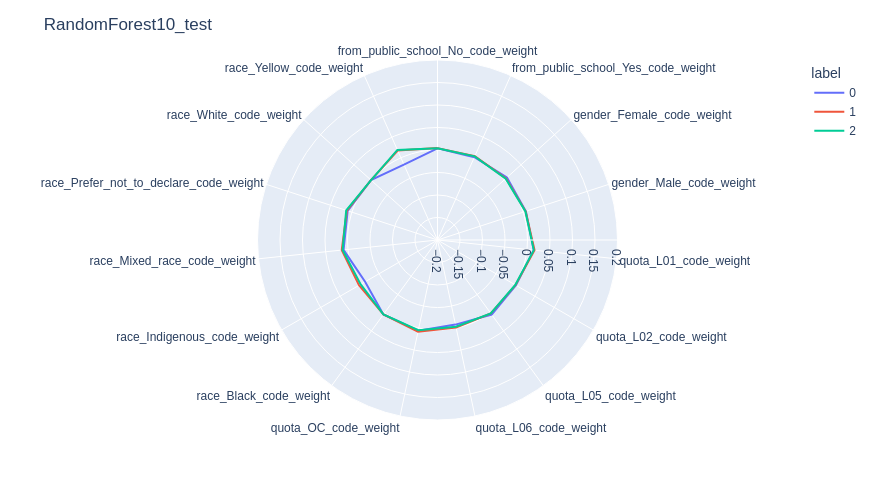 RandomForest10_test
from_public_school_No_code_weight
race_Yellow_code_weight
from_public_school_Yes_code_weight
label
0
1
2
race_White_code_weight
gender_Female_code_weight
race_Prefer_not_to_declare_code_weight
gender_Male_code_weight
−0.2
−0.15
−0.1
−0.05
0
0.05
0.1
0.15
0.2
race_Mixed_race_code_weight
quota_L01_code_weight
race_Indigenous_code_weight
quota_L02_code_weight
race_Black_code_weight
quota_L05_code_weight
quota_OC_code_weight
quota_L06_code_weight